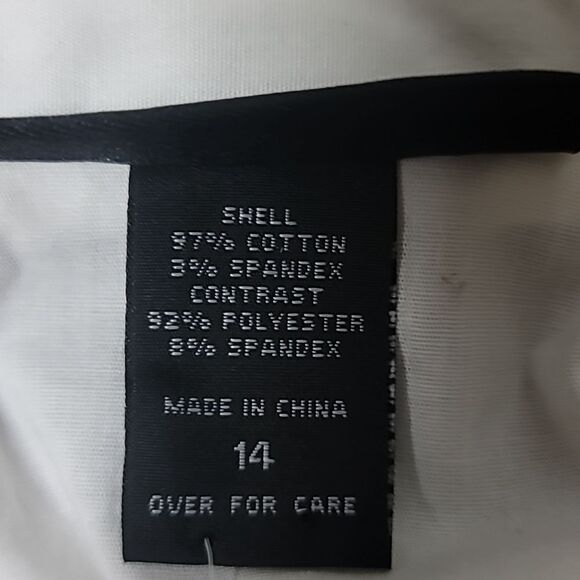 SHELL
97% COTTON
3% SPANDEX
CONTRAST
92% POLYESTER
8% SPANDEX
MADE IN CHINA
14
OVER FOR CARE